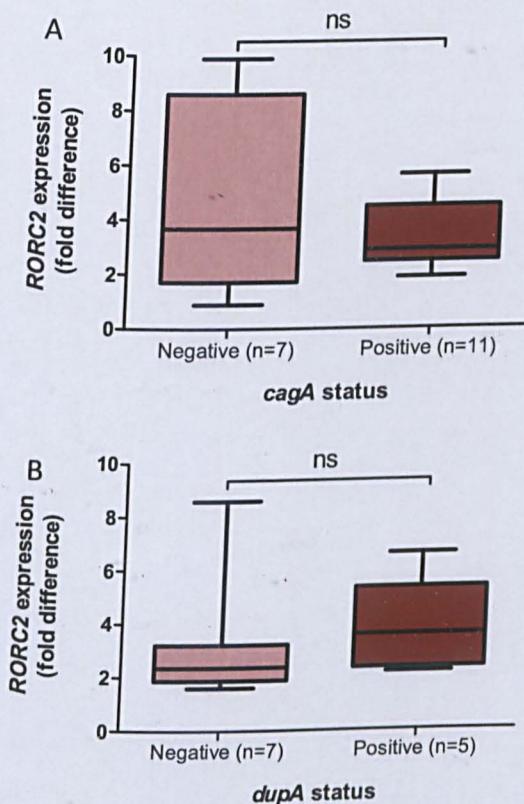 A
ns
RORC2 expression
(fold difference)
10
8
6
4
2
0
Negative (n=7)
Positive (n=11)
cagA status
B
ns
RORC2 expression
(fold difference)
10
8
6
4
2
0
Negative (n=7)
Positive (n=5)
dupA status